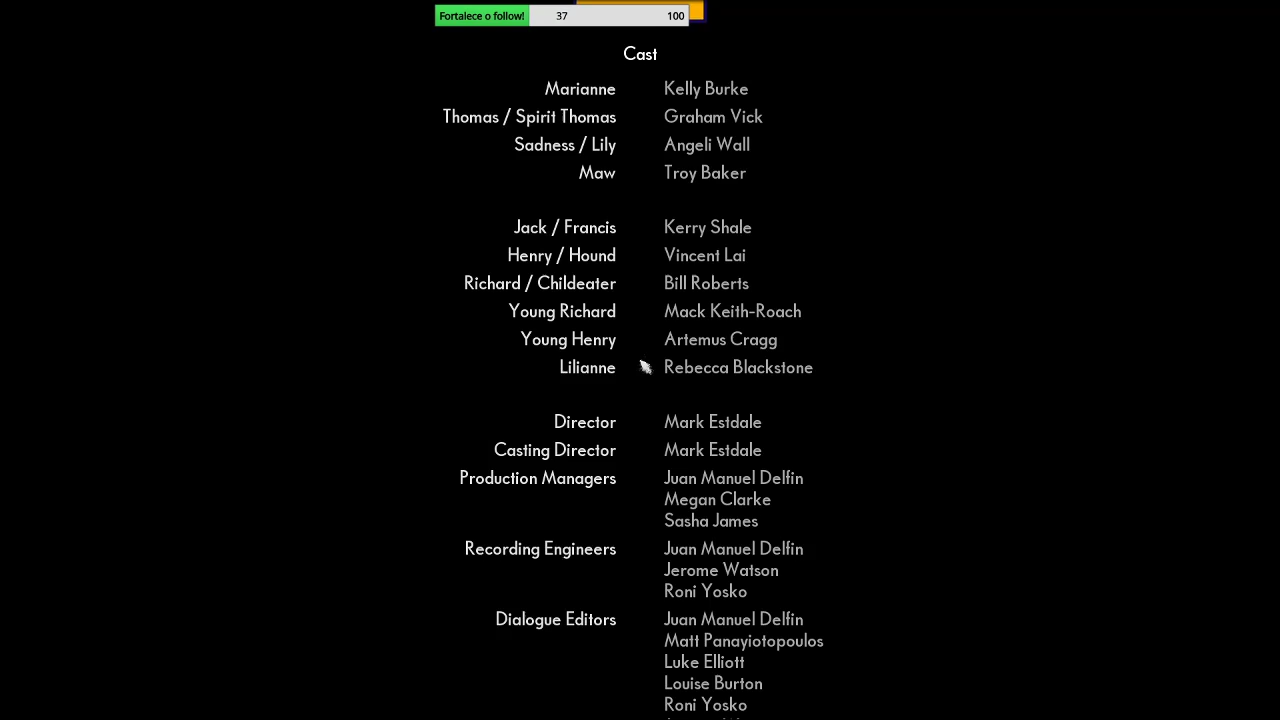 Fortalece o follow! 37 100
Cast
Marianne Kelly Burke
Thomas / Spirit Thomas Graham Vick
Sadness / Lily Angeli Wall
Maw Troy Baker
Jack / Francis Kerry Shale
Henry / Hound Vincent Lai
Richard / Childeater Bill Roberts
Young Richard Mack Keith-Roach
Young Henry Artemus Cragg
Lilianne Rebecca Blackstone
Director Mark Estdale
Casting Director Mark Estdale
Production Managers Juan Manuel Delfin
Megan Clarke
Sasha James
Recording Engineers Juan Manuel Delfin
Jerome Watson
Roni Yosko
Dialogue Editors Juan Manuel Delfin
Matt Panayiotopoulos
Luke Elliott
Louise Burton
Roni Yosko